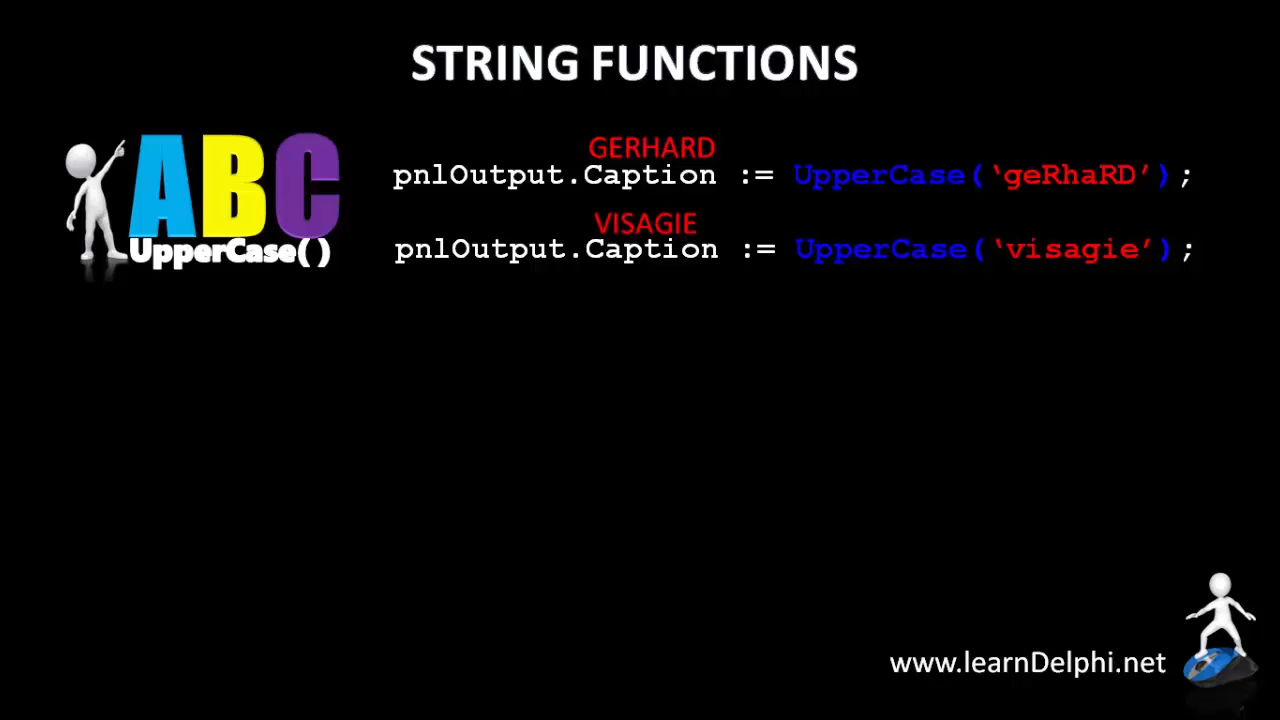 STRING FUNCTIONS
ABC
UpperCase( )
GERHARD
pnlOutput.Caption := UpperCase(‘geRhaRD’);
VISAGIE
pnlOutput.Caption := UpperCase(‘visagie’);
www.learnDelphi.net